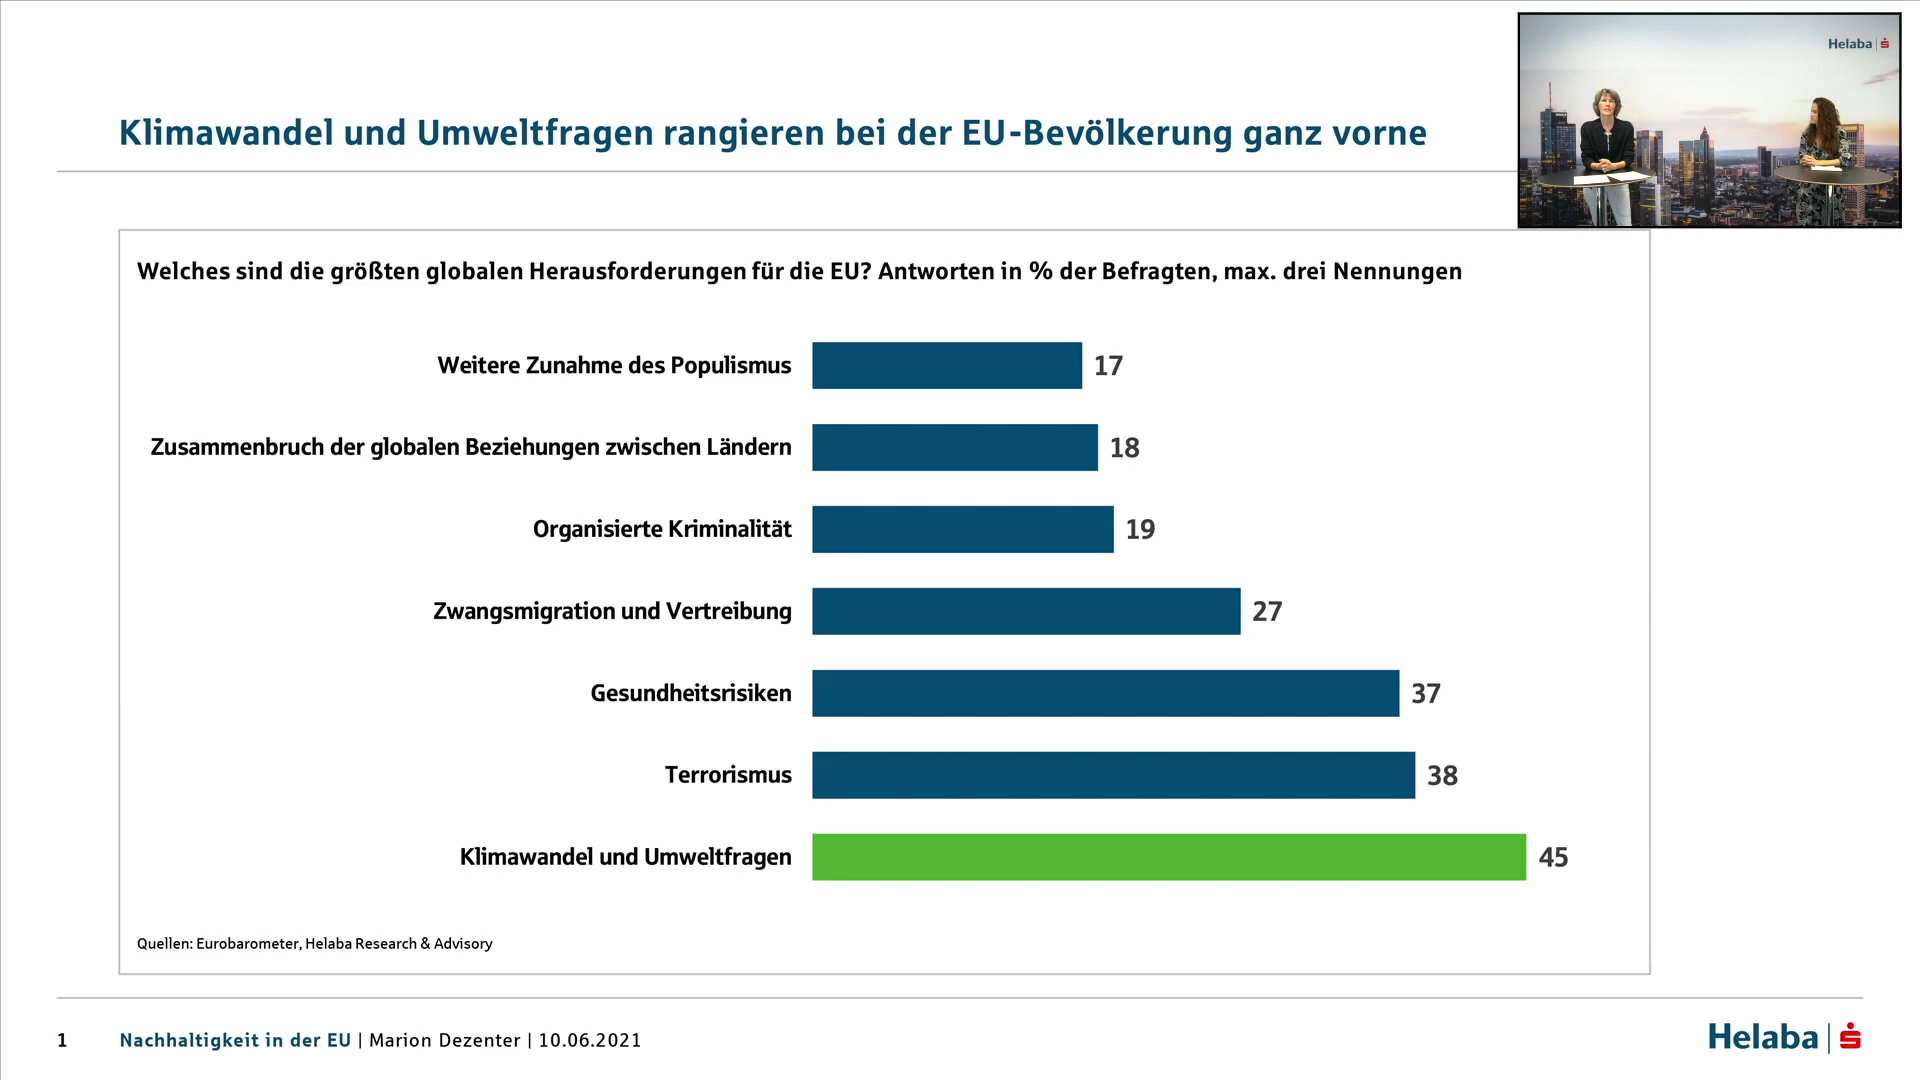 Helaba
Klimawandel und Umweltfragen rangieren bei der EU-Bevölkerung ganz vorne
Welches sind die größten globalen Herausforderungen für die EU? Antworten in % der Befragten, max. drei Nennungen
Weitere Zunahme des Populismus 17
Zusammenbruch der globalen Beziehungen zwischen Ländern 18
Organisierte Kriminalität 19
Zwangsmigration und Vertreibung 27
Gesundheitsrisiken 37
Terrorismus 38
Klimawandel und Umweltfragen 45
Quellen: Eurobarometer, Helaba Research & Advisory
1 Nachhaltigkeit in der EU | Marion Dezenter | 10.06.2021
Helaba